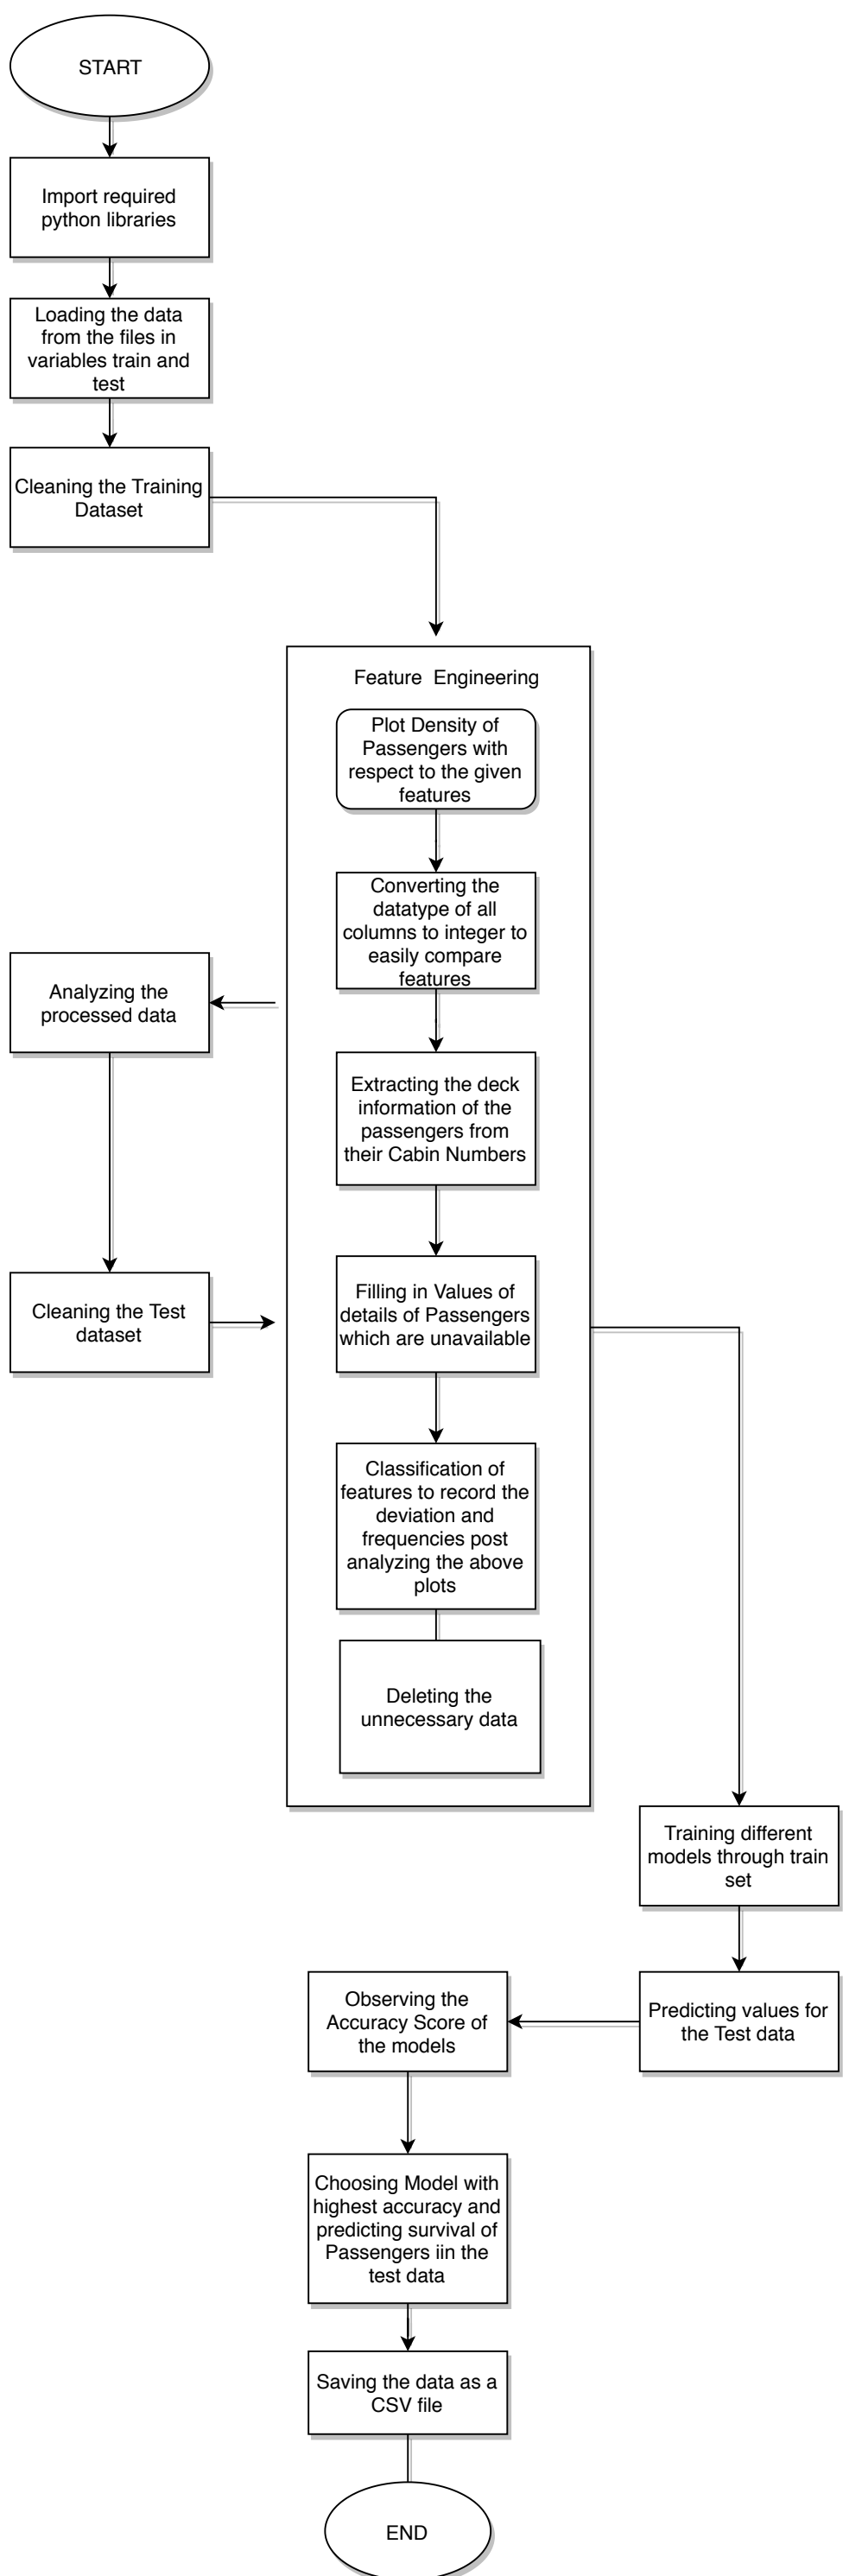 START
Import required
python libraries
Loading the data
from the files in
variables train and
test
Cleaning the Training
Dataset
Feature Engineering
Plot Density of
Passengers with
respect to the given
features
Converting the
datatype of all
columns to integer to
easily compare
features
Extracting the deck
information of the
passengers from
their Cabin Numbers
Filling in Values of
details of Passengers
which are unavailable
Classification of
features to record the
deviation and
frequencies post
analyzing the above
plots
Deleting the
unnecessary data
Analyzing the
processed data
Cleaning the Test
dataset
Training different
models through train
set
Predicting values for
the Test data
Observing the
Accuracy Score of
the models
Choosing Model with
highest accuracy and
predicting survival of
Passengers iin the
test data
Saving the data as a
CSV file
END